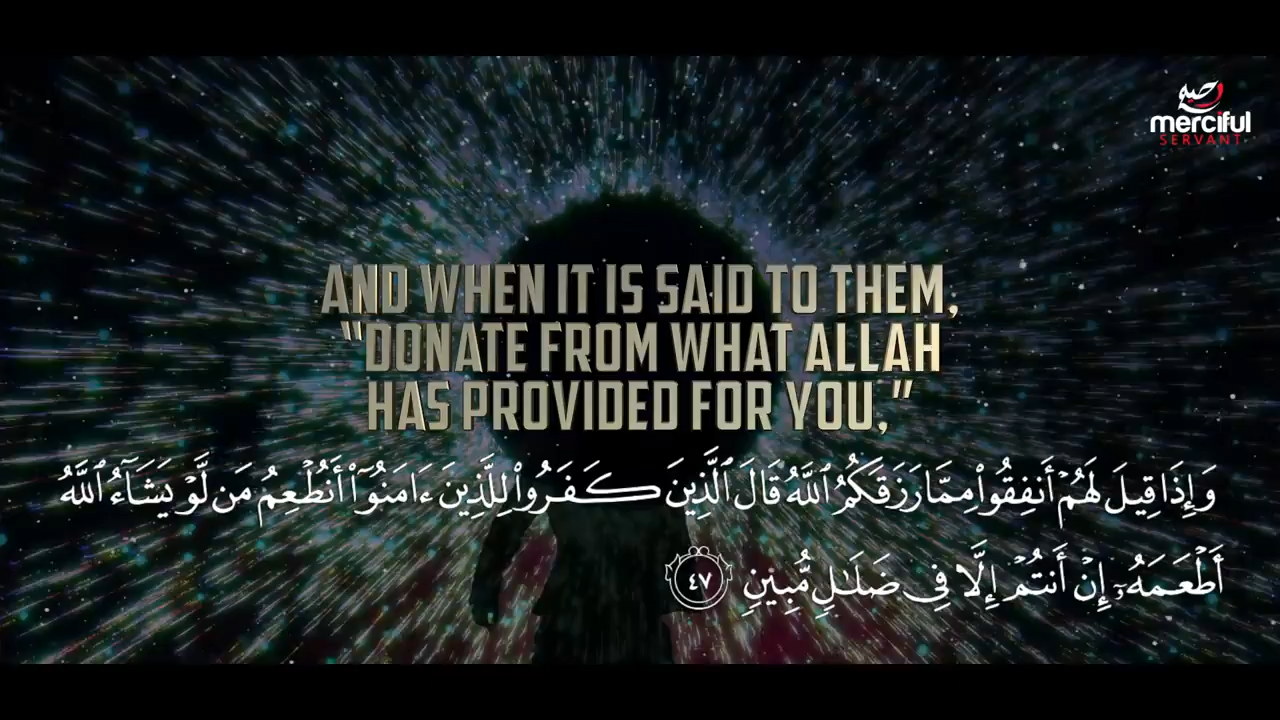 merciful
SERVANT
AND WHEN IT IS SAID TO THEM,
"DONATE FROM WHAT ALLAH
HAS PROVIDED FOR YOU,"
وَإِذَا قِيلَ لَهُمْ أَنفِقُوا۟ مِمَّا رَزَقَكُمُ ٱللَّهُ قَالَ ٱلَّذِينَ كَفَرُوا۟ لِلَّذِينَ ءَامَنُوٓا۟ أَنُطْعِمُ مَن لَّوْ يَشَآءُ ٱللَّهُ
أَطْعَمَهُۥٓ إِنْ أَنتُمْ إِلَّا فِى ضَلَـٰلٍ مُّبِينٍ ٤٧